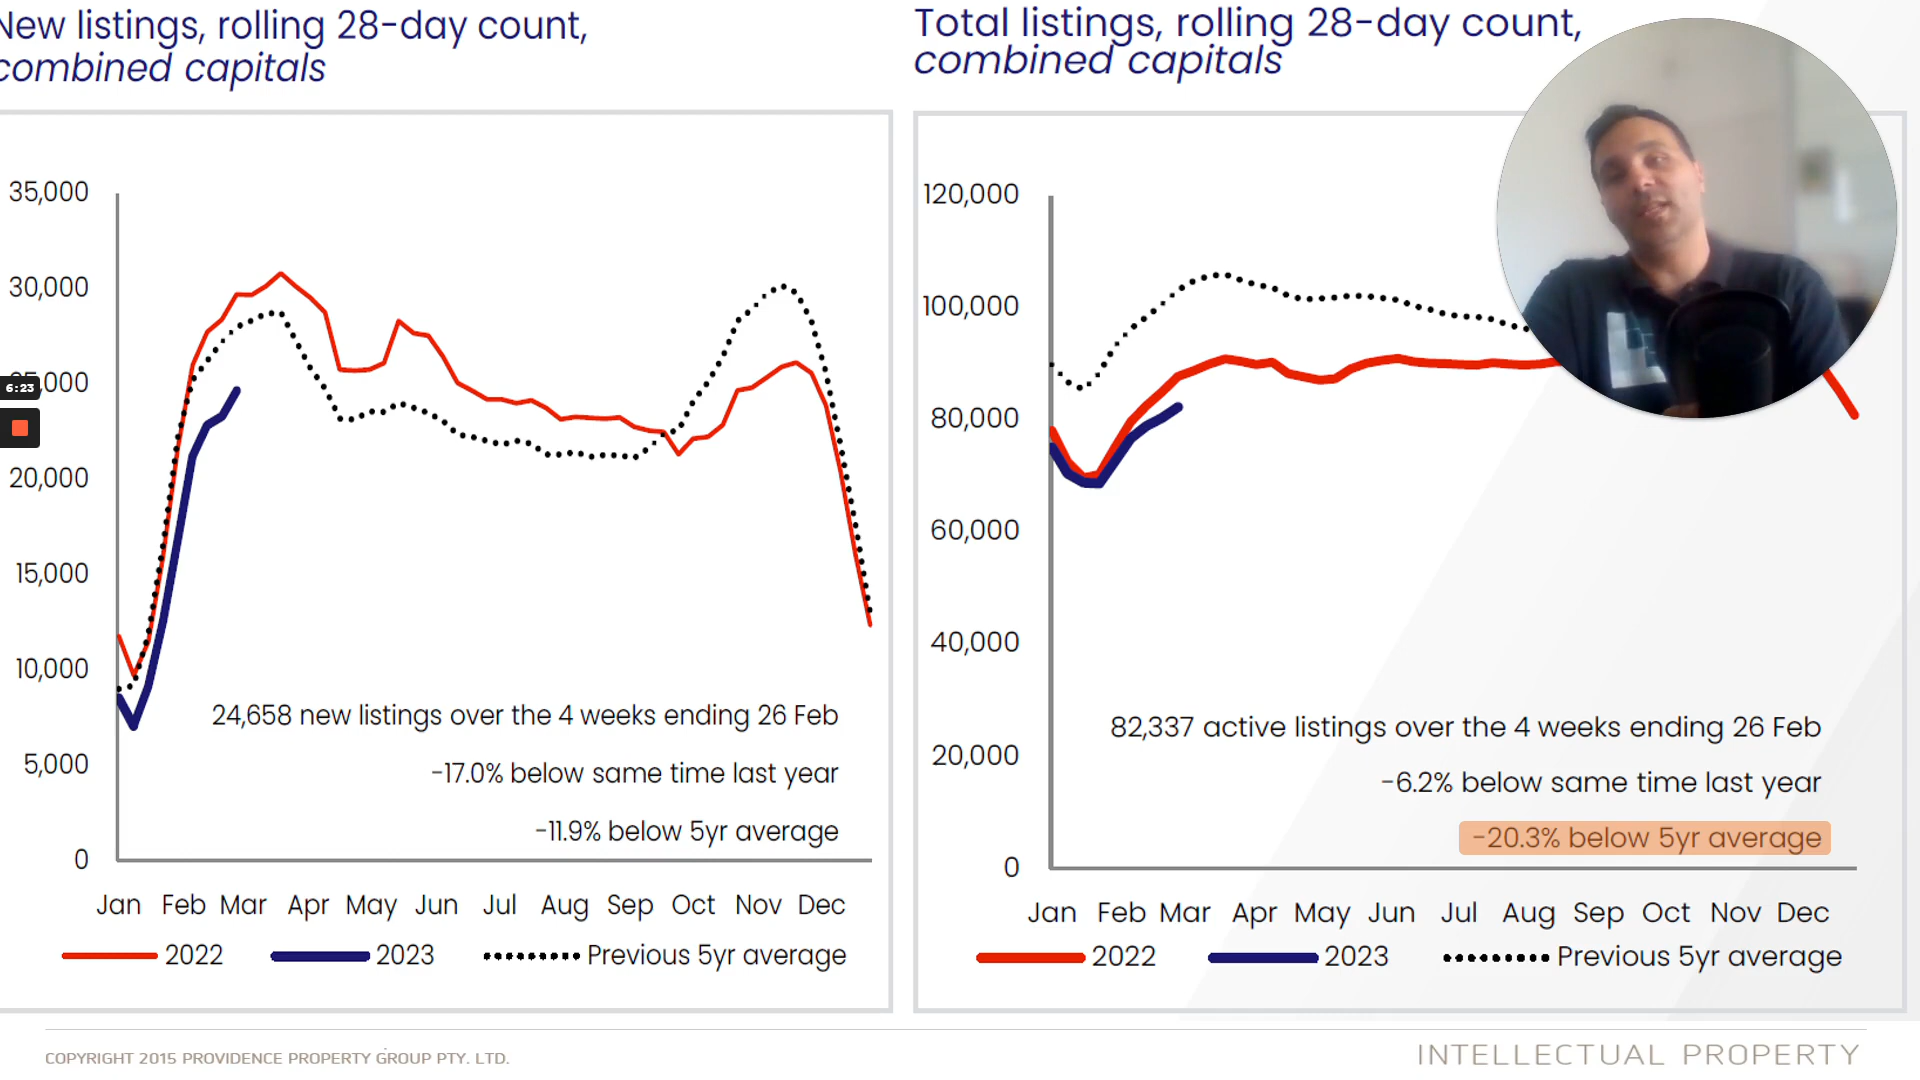 New listings, rolling 28-day count,
combined capitals
35,000
30,000
5,000
20,000
15,000
10,000
5,000
0
24,658 new listings over the 4 weeks ending 26 Feb
-17.0% below same time last year
-11.9% below 5yr average
Jan Feb Mar Apr May Jun Jul Aug Sep Oct Nov Dec
2022 2023 Previous 5yr average
6:23
Total listings, rolling 28-day count,
combined capitals
120,000
100,000
80,000
60,000
40,000
20,000
0
82,337 active listings over the 4 weeks ending 26 Feb
-6.2% below same time last year
-20.3% below 5yr average
Jan Feb Mar Apr May Jun Jul Aug Sep Oct Nov Dec
2022 2023 Previous 5yr average
COPYRIGHT 2015 PROVIDENCE PROPERTY GROUP PTY. LTD.
INTELLECTUAL PROPERTY